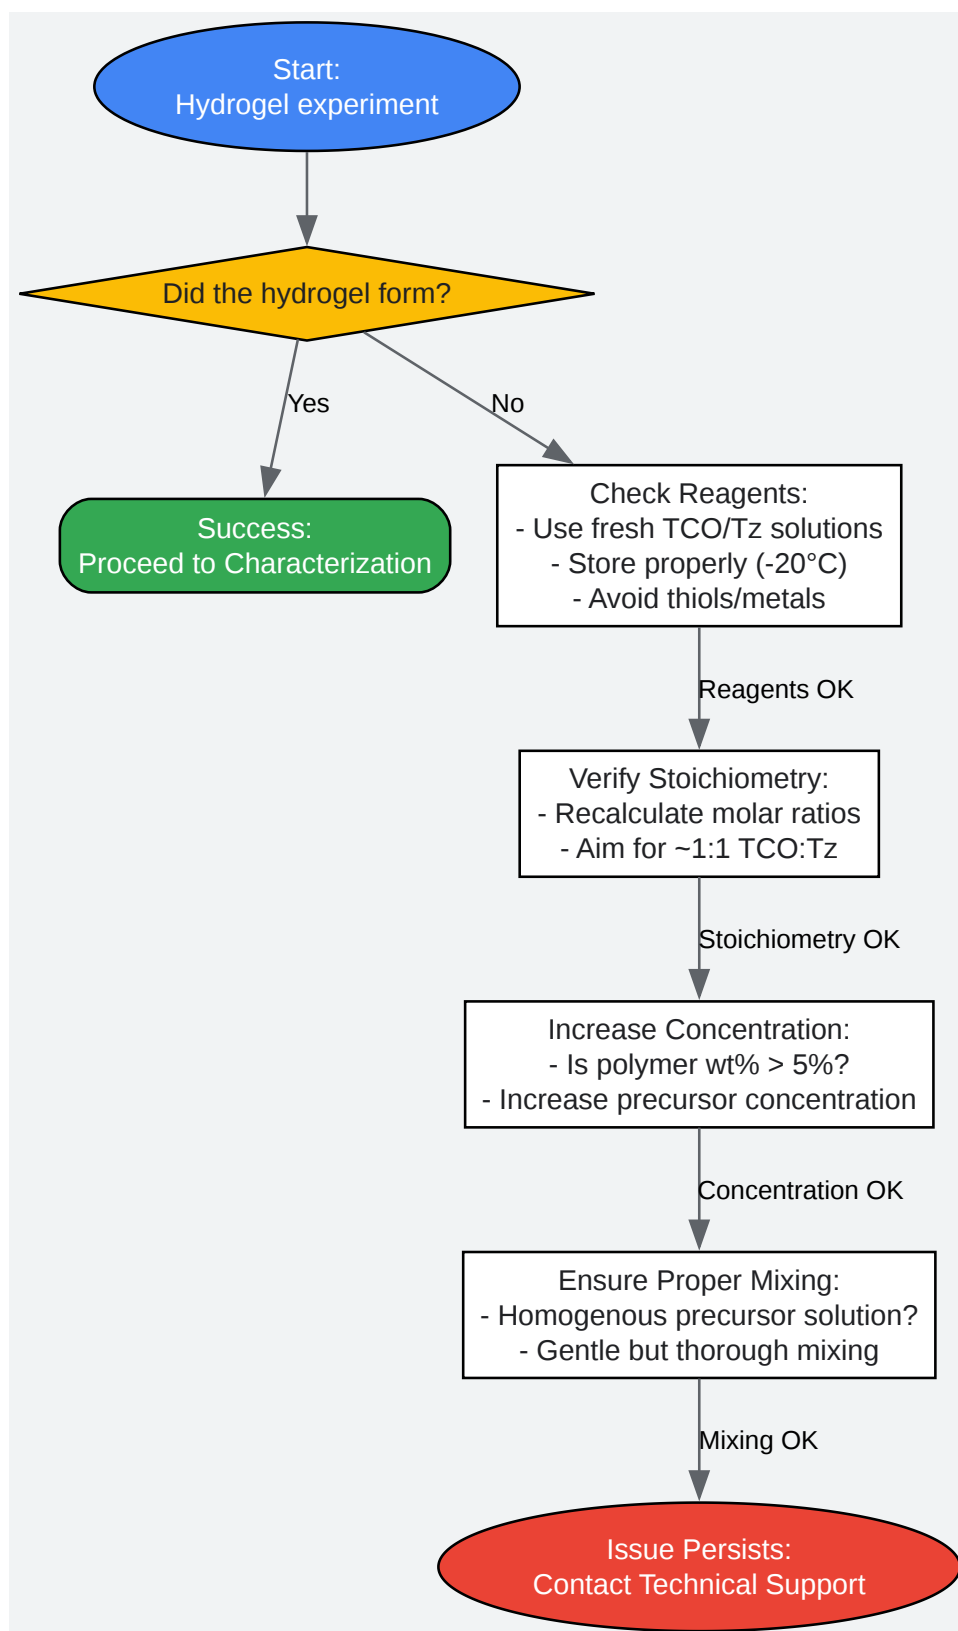 Start:
Hydrogel experiment
Did the hydrogel form?
Yes
No
Success:
Proceed to Characterization
Check Reagents:
- Use fresh TCO/Tz solutions
- Store properly (-20°C)
- Avoid thiols/metals
Reagents OK
Verify Stoichiometry:
- Recalculate molar ratios
- Aim for ~1:1 TCO:Tz
Stoichiometry OK
Increase Concentration:
- Is polymer wt% > 5%?
- Increase precursor concentration
Concentration OK
Ensure Proper Mixing:
- Homogenous precursor solution?
- Gentle but thorough mixing
Mixing OK
Issue Persists:
Contact Technical Support